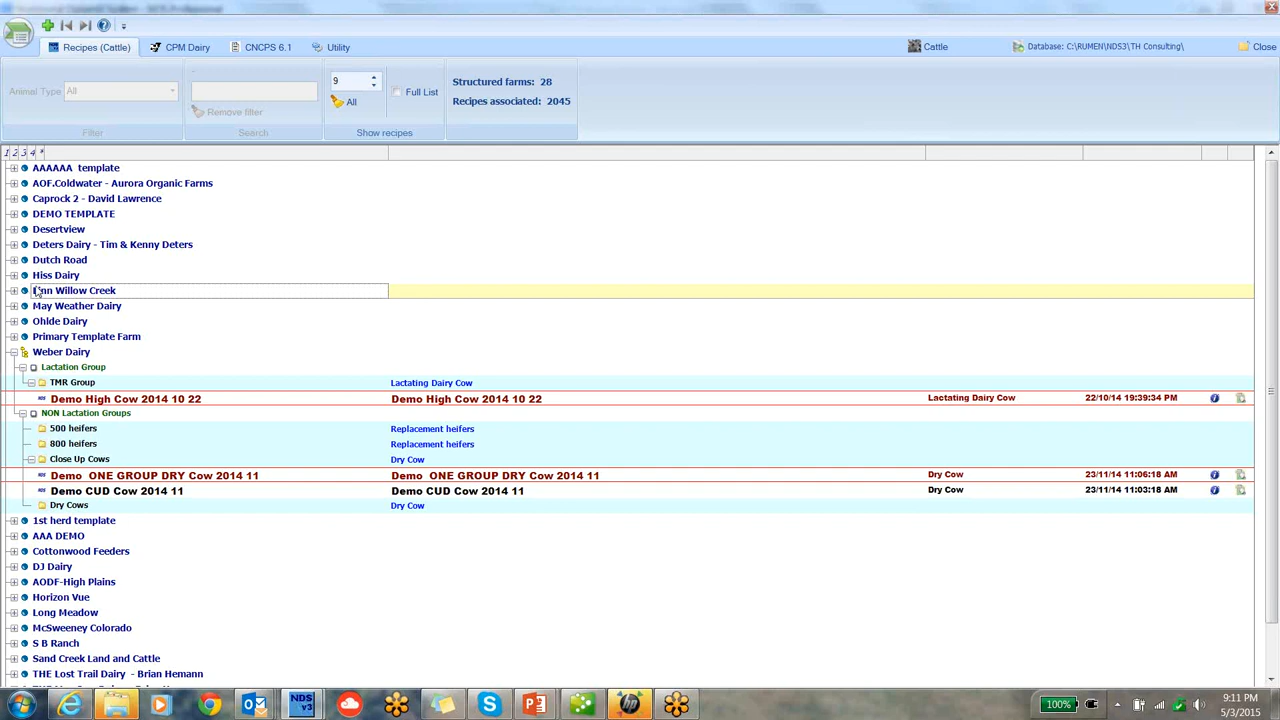 Recipes (Cattle) CPM Dairy CNCPS 6.1 Utility Cattle Database: C:\RUMEN\NDS3\TH Consulting\ Close
Animal Type All 9 Full List Structured farms: 28
Remove filter All Recipes associated: 2045
Filter Search Show recipes
1 2 3 4 *
AAAAAA template
AOF.Coldwater - Aurora Organic Farms
Caprock 2 - David Lawrence
DEMO TEMPLATE
Desertview
Deters Dairy - Tim & Kenny Deters
Dutch Road
Hiss Dairy
Willow Creek
May Weather Dairy
Ohlde Dairy
Primary Template Farm
Weber Dairy
Lactation Group
TMR Group Lactating Dairy Cow
Demo High Cow 2014 10 22 Demo High Cow 2014 10 22 Lactating Dairy Cow 22/10/14 19:39:34 PM
NON Lactation Groups
500 heifers Replacement heifers
800 heifers Replacement heifers
Close Up Cows Dry Cow
Demo ONE GROUP DRY Cow 2014 11 Demo ONE GROUP DRY Cow 2014 11 Dry Cow 23/11/14 11:06:18 AM
Demo CUD Cow 2014 11 Demo CUD Cow 2014 11 Dry Cow 23/11/14 11:03:18 AM
Dry Cows Dry Cow
1st herd template
AAA DEMO
Cottonwood Feeders
DJ Dairy
AODF-High Plains
Horizon Vue
Long Meadow
McSweeney Colorado
S B Ranch
Sand Creek Land and Cattle
THE Lost Trail Dairy - Brian Hemann
NDS V3 100% 9:11 PM
5/3/2015